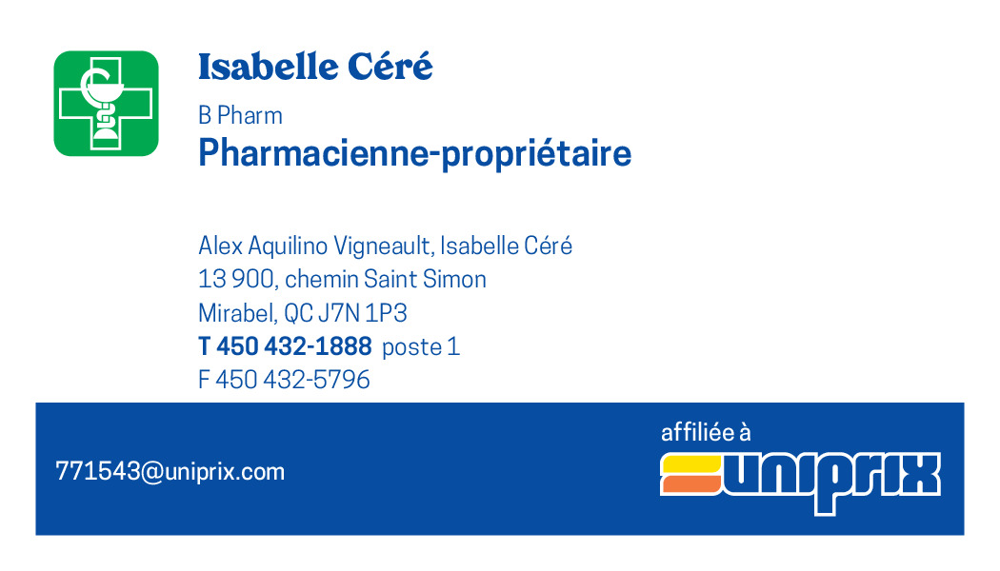 Isabelle Céré
B Pharm
Pharmacienne-propriétaire
Alex Aquilino Vigneault, Isabelle Céré
13 900, chemin Saint Simon
Mirabel, QC J7N 1P3
T 450 432-1888 poste 1
F 450 432-5796
771543@uniprix.com
affiliée à
uniprix